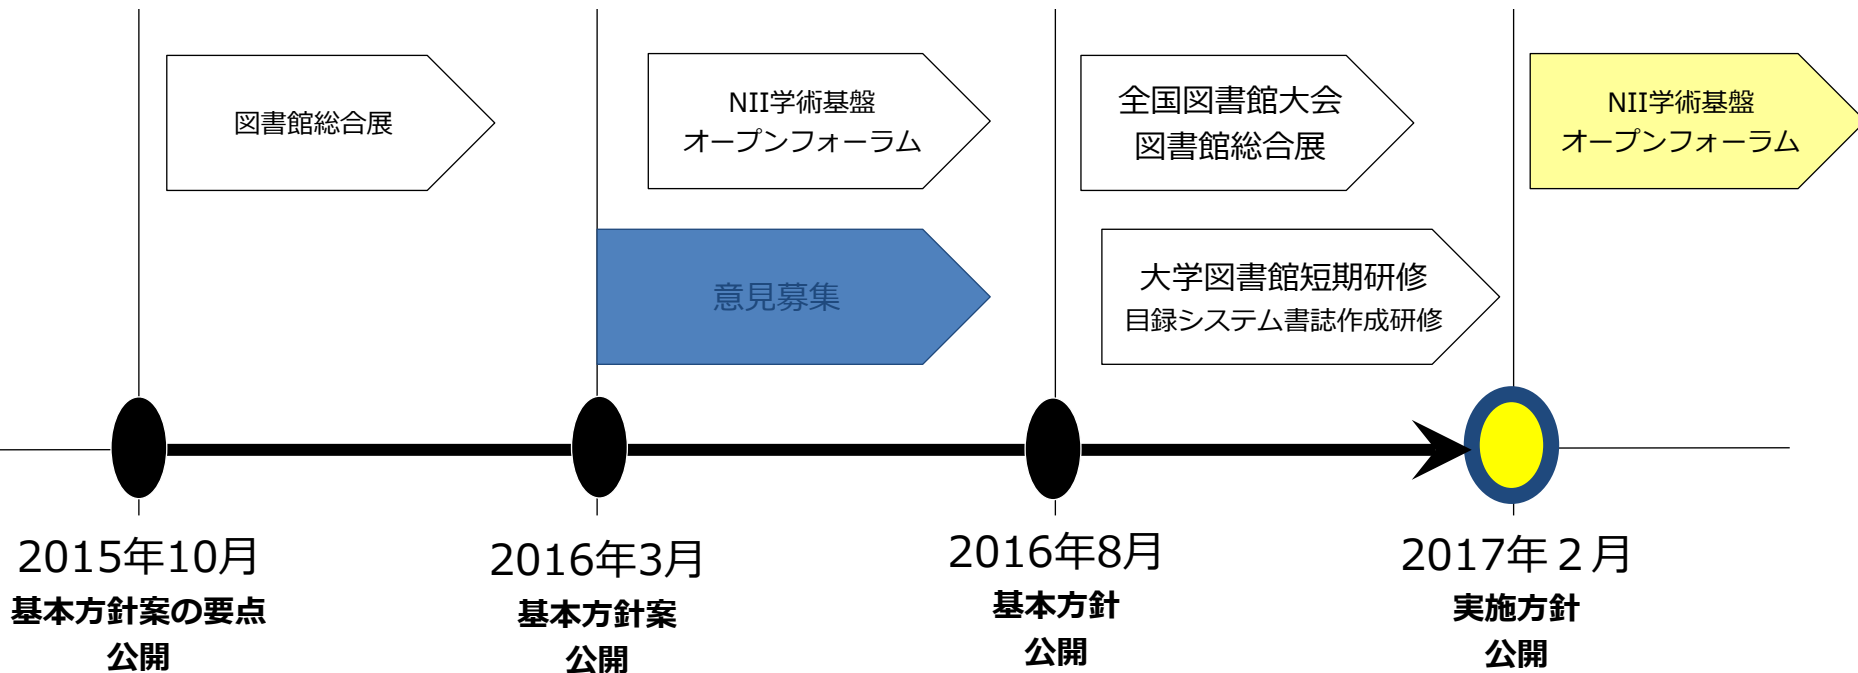 図書館総合展
NII学術基盤
オープンフォーラム
全国図書館大会
図書館総合展
NII学術基盤
オープンフォーラム
意見募集
大学図書館短期研修
目録システム書誌作成研修
2015年10月
基本方針案の要点
公開
2016年3月
基本方針案
公開
2016年8月
基本方針
公開
2017年２月
実施方針
公開